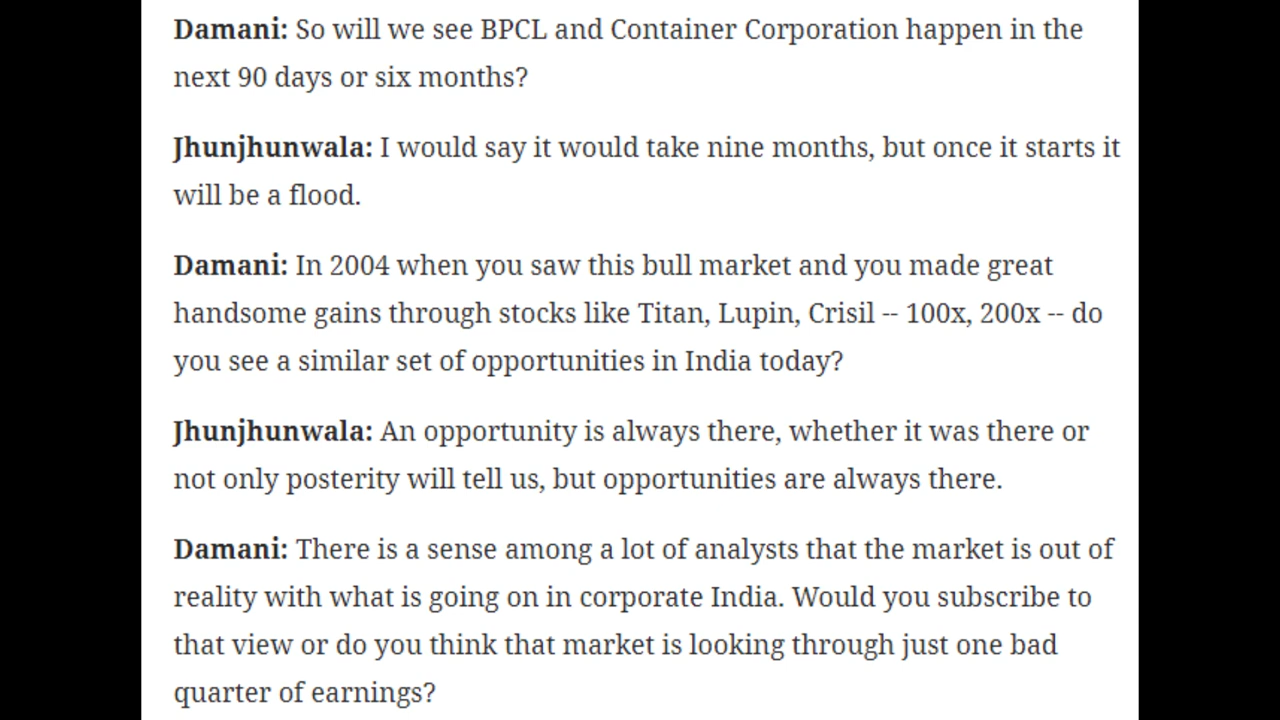 Damani: So will we see BPCL and Container Corporation happen in the
next 90 days or six months?
Jhunjhunwala: I would say it would take nine months, but once it starts it
will be a flood.
Damani: In 2004 when you saw this bull market and you made great
handsome gains through stocks like Titan, Lupin, Crisil -- 100x, 200x -- do
you see a similar set of opportunities in India today?
Jhunjhunwala: An opportunity is always there, whether it was there or
not only posterity will tell us, but opportunities are always there.
Damani: There is a sense among a lot of analysts that the market is out of
reality with what is going on in corporate India. Would you subscribe to
that view or do you think that market is looking through just one bad
quarter of earnings?